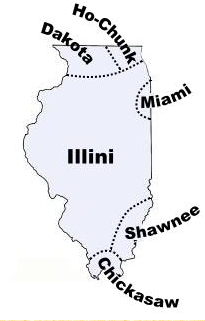 Ho-Chunk
Dakota
Miami
Illini
Shawnee
Chickasaw